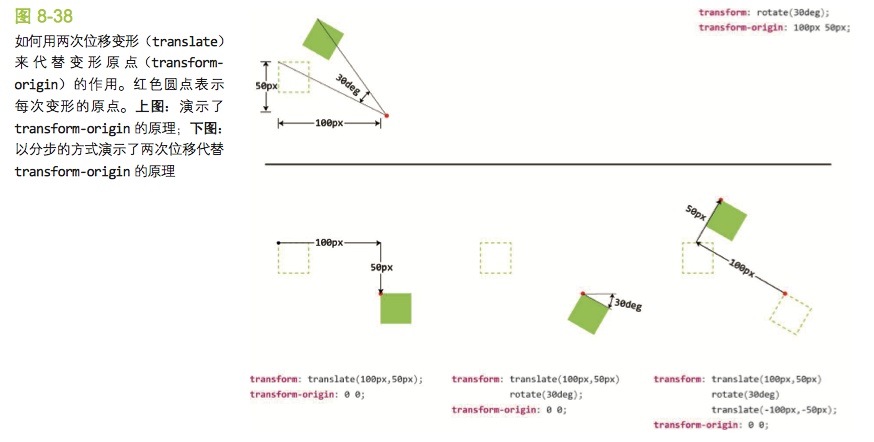 图 8-38
如何用两次位移变形（translate）
来代替变形原点（transform-
origin）的作用。红色圆点表示
每次变形的原点。上图：演示了
transform-origin 的原理；下图：
以分步的方式演示了两次位移代替
transform-origin 的原理
transform: rotate(30deg);
transform-origin: 100px 50px;
50px
30deg
100px
100px
50px
30deg
50px
100px
transform: translate(100px,50px);
transform-origin: 0 0;
transform: translate(100px,50px)
rotate(30deg);
transform-origin: 0 0;
transform: translate(100px,50px)
rotate(30deg)
translate(-100px,-50px);
transform-origin: 0 0;